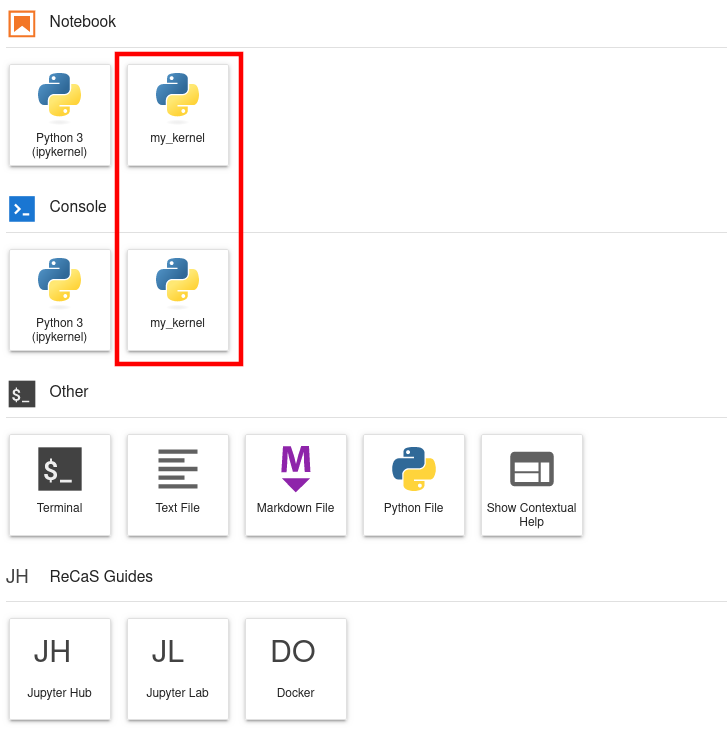 Notebook
Python 3
(ipykernel)
my_kernel
Console
Python 3
(ipykernel)
my_kernel
$_
Other
$_
Terminal
Text File
M
Markdown File
Python File
Show Contextual
Help
JH
ReCaS Guides
JH
Jupyter Hub
JL
Jupyter Lab
DO
Docker